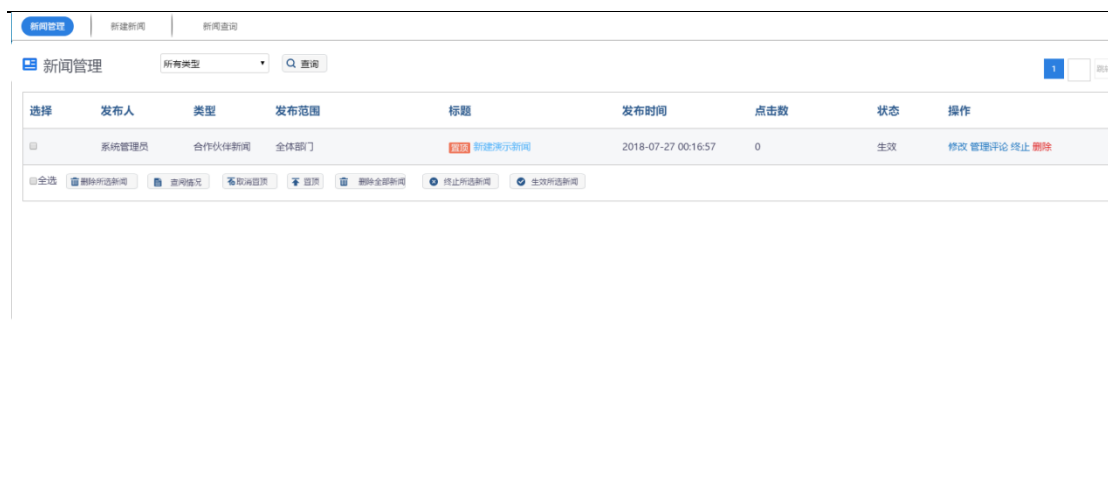 新闻管理 新建新闻 新闻查询
新闻管理 所有类型 查询 1
选择 发布人 类型 发布范围 标题 发布时间 点击数 状态 操作
系统管理员 合作伙伴新闻 全体部门 置顶 新建演示新闻 2018-07-27 00:16:57 0 生效 修改 管理评论 终止 删除
全选 删除所选新闻 查阅情况 取消置顶 置顶 删除全部新闻 终止所选新闻 生效所选新闻